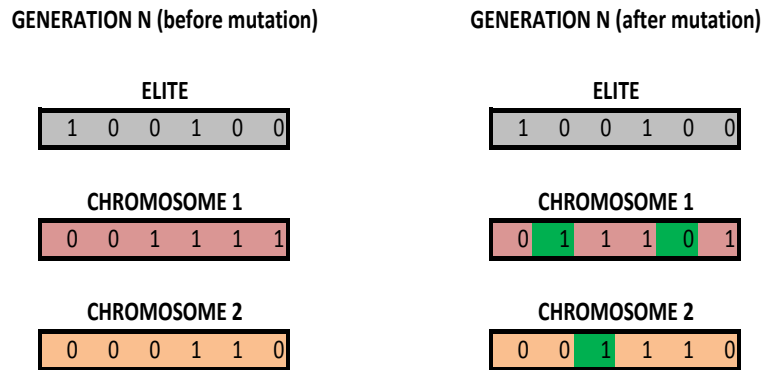 GENERATION N (before mutation) GENERATION N (after mutation)
ELITE ELITE
1 0 0 1 0 0 1 0 0 1 0 0
CHROMOSOME 1 CHROMOSOME 1
0 0 1 1 1 1 0 1 1 1 0 1
CHROMOSOME 2 CHROMOSOME 2
0 0 0 1 1 0 0 0 1 1 1 0